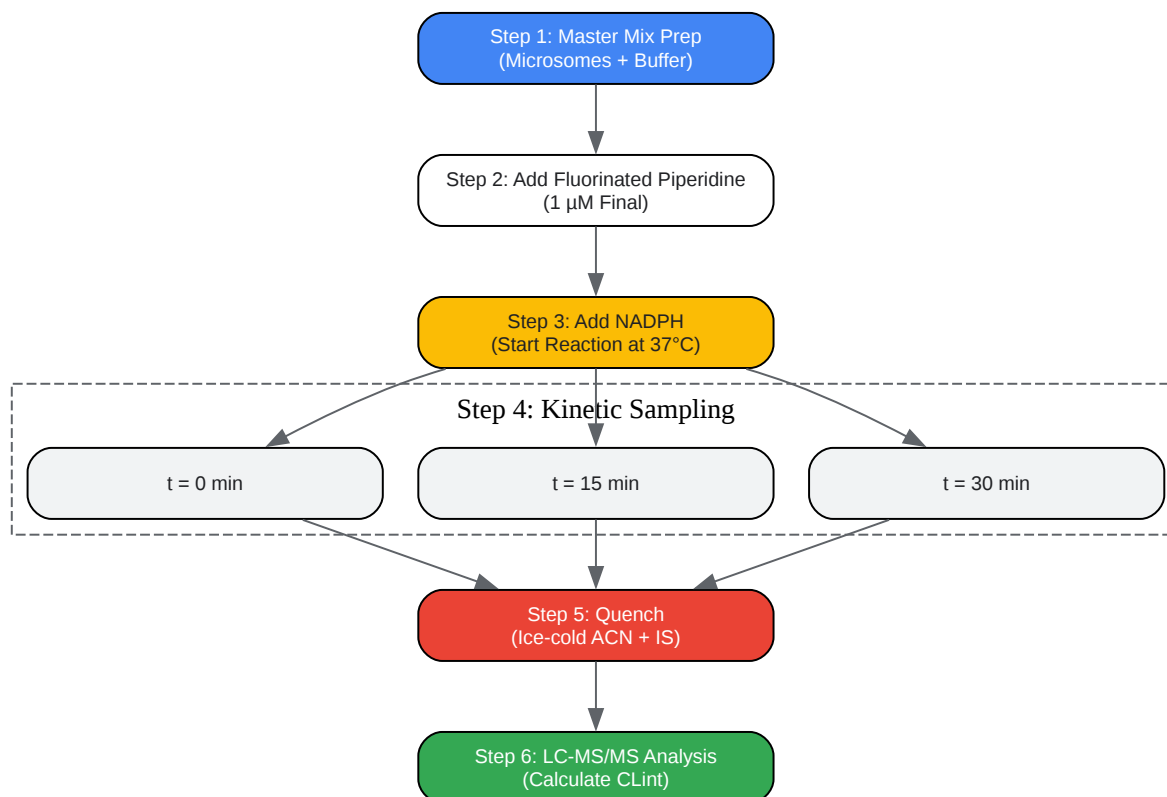 Step 1: Master Mix Prep
(Microsomes + Buffer)
Step 2: Add Fluorinated Piperidine
(1 µM Final)
Step 3: Add NADPH
(Start Reaction at 37°C)
Step 4: Kinetic Sampling
t = 0 min
t = 15 min
t = 30 min
Step 5: Quench
(Ice-cold ACN + IS)
Step 6: LC-MS/MS Analysis
(Calculate CLint)